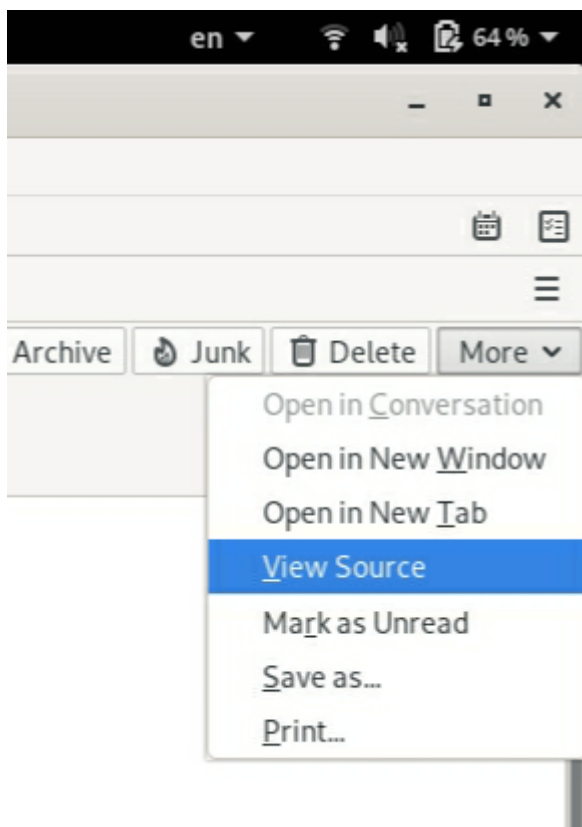 en 64 %
Archive Junk Delete More
Open in Conversation
Open in New Window
Open in New Tab
View Source
Mark as Unread
Save as...
Print...